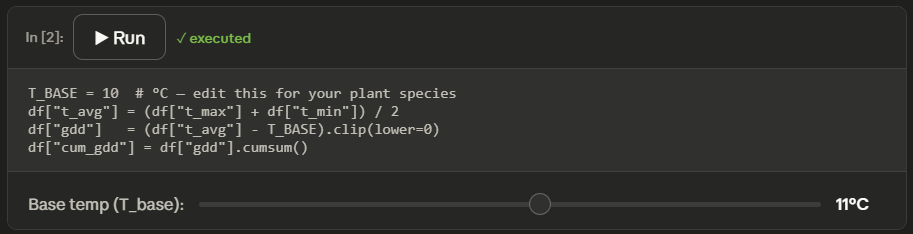 In [2]: ▶ Run ✓ executed
T_BASE = 10  # °C — edit this for your plant species
df["t_avg"] = (df["t_max"] + df["t_min"]) / 2
df["gdd"]   = (df["t_avg"] - T_BASE).clip(lower=0)
df["cum_gdd"] = df["gdd"].cumsum()
Base temp (T_base): 11°C